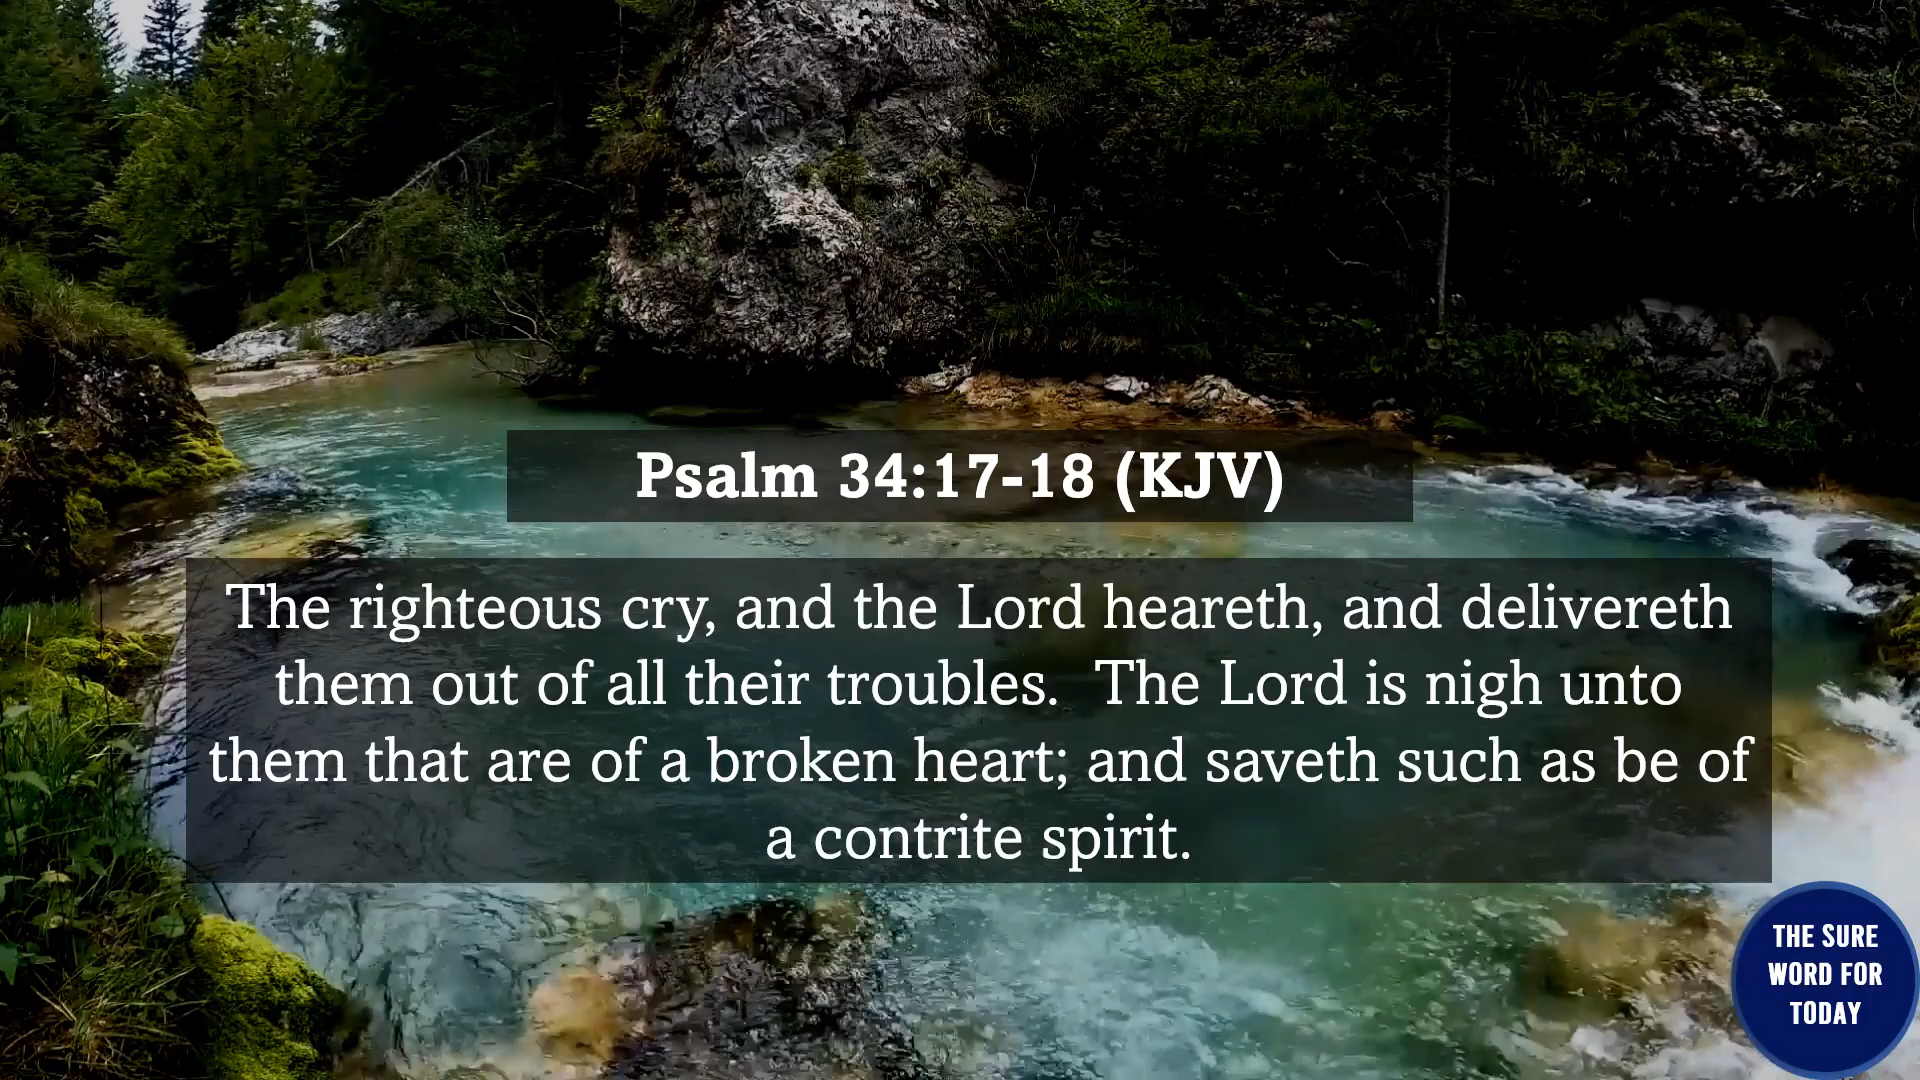 Psalm 34:17-18 (KJV)
The righteous cry, and the Lord heareth, and delivereth
them out of all their troubles.  The Lord is nigh unto
them that are of a broken heart; and saveth such as be of
a contrite spirit.
THE SURE
WORD FOR
TODAY